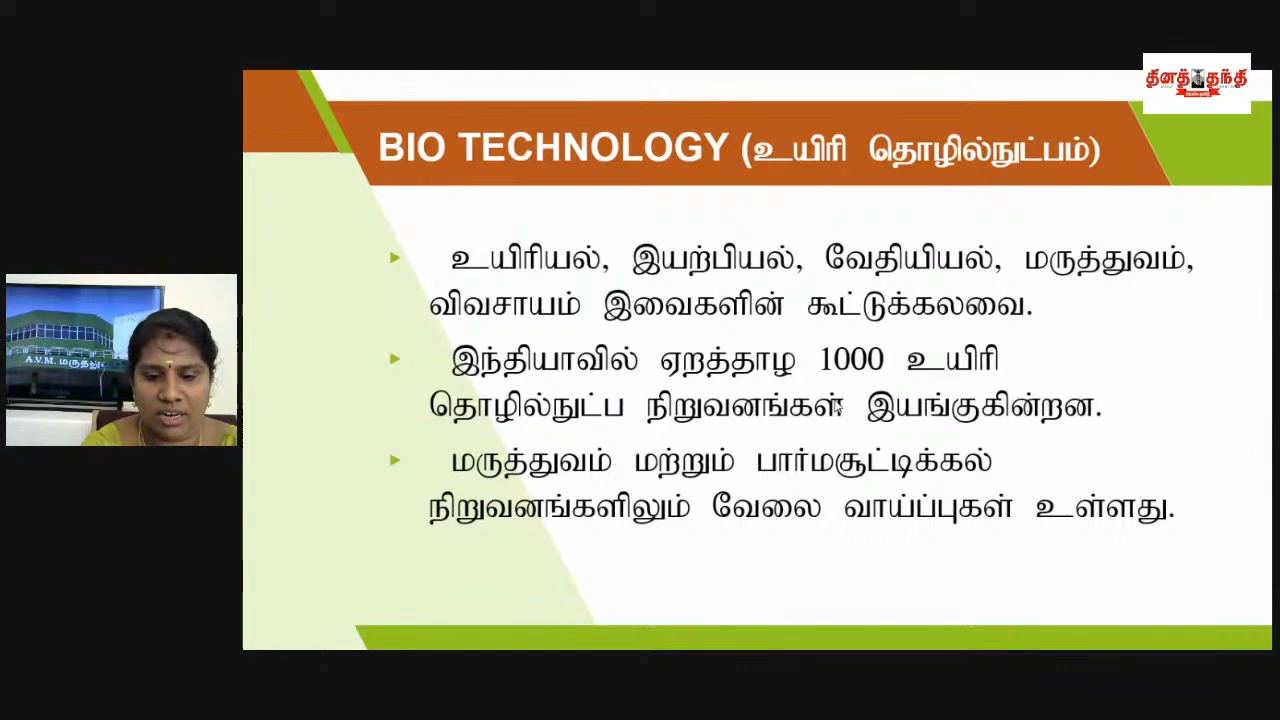 தினத்தந்தி
BIO TECHNOLOGY (உயிரி தொழில்நுட்பம்)
உயிரியல், இயற்பியல், வேதியியல், மருத்துவம்,
விவசாயம் இவைகளின் கூட்டுக்கலவை.
இந்தியாவில் ஏறத்தாழ 1000 உயிரி
தொழில்நுட்ப நிறுவனங்கள் இயங்குகின்றன.
மருத்துவம் மற்றும் பார்மசூட்டிக்கல்
நிறுவனங்களிலும் வேலை வாய்ப்புகள் உள்ளது.
A.V.M.